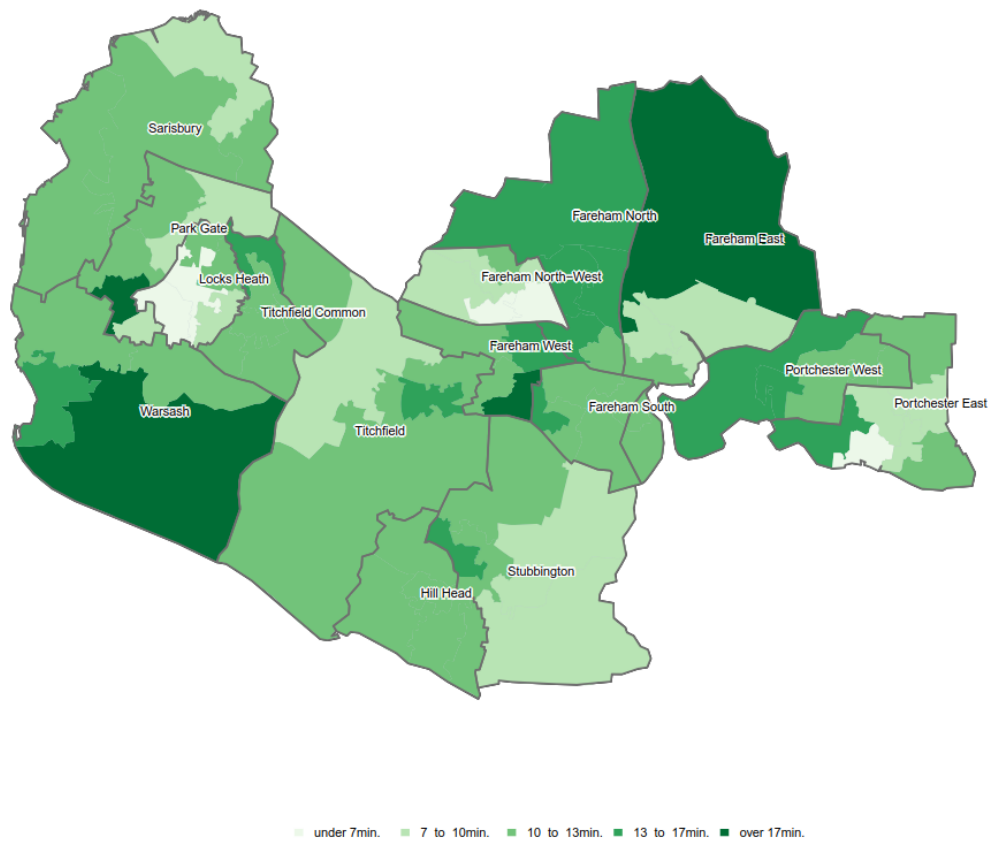 Sarisbury
Fareham North
Park Gate
Fareham East
Locks Heath
Fareham North-West
Titchfield Common
Fareham West
Portchester West
Warsash
Fareham South
Portchester East
Titchfield
Stubbington
Hill Head
under 7min. 7 to 10min. 10 to 13min. 13 to 17min. over 17min.